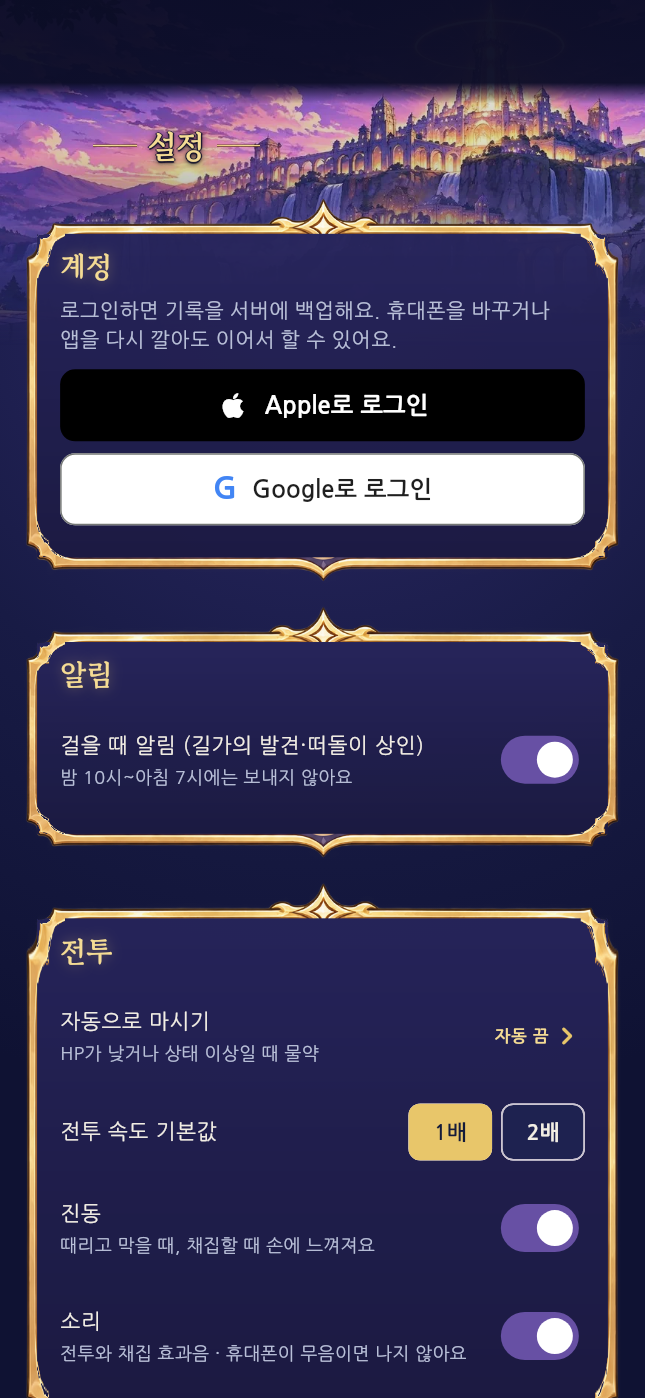 설정
계정
로그인하면 기록을 서버에 백업해요. 휴대폰을 바꾸거나
앱을 다시 깔아도 이어서 할 수 있어요.
Apple로 로그인
G Google로 로그인
알림
걸을 때 알림 (길가의 발견·떠돌이 상인)
밤 10시~아침 7시에는 보내지 않아요
전투
자동으로 마시기
HP가 낮거나 상태 이상일 때 물약
자동 끔
전투 속도 기본값
1배
2배
진동
때리고 막을 때, 채집할 때 손에 느껴져요
소리
전투와 채집 효과음 · 휴대폰이 무음이면 나지 않아요